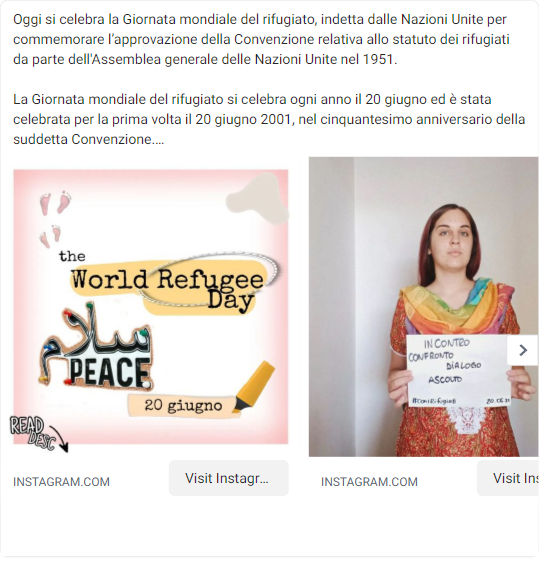 Oggi si celebra la Giornata mondiale del rifugiato, indetta dalle Nazioni Unite per
commemorare l'approvazione della Convenzione relativa allo statuto dei rifugiati
da parte dell'Assemblea generale delle Nazioni Unite nel 1951.
La Giornata mondiale del rifugiato si celebra ogni anno il 20 giugno ed è stata
celebrata per la prima volta il 20 giugno 2001, nel cinquantesimo anniversario della
suddetta Convenzione....
the
World Refugee
Day
سلام
PEACE
20 giugno
READ
DESC
INCONTRO
CONFRONTO
DIALOGO
ASCOLTO
INSTAGRAM.COM
Visit Instagr...
INSTAGRAM.COM
Visit Ins